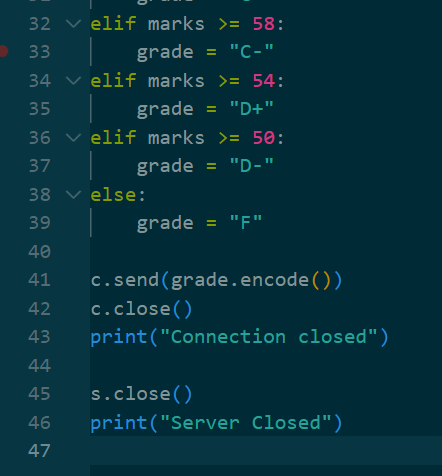 31 grade = "C"
32 elif marks >= 58:
33 grade = "C-"
34 elif marks >= 54:
35 grade = "D+"
36 elif marks >= 50:
37 grade = "D-"
38 else:
39 grade = "F"
40
41 c.send(grade.encode())
42 c.close()
43 print("Connection closed")
44
45 s.close()
46 print("Server Closed")
47